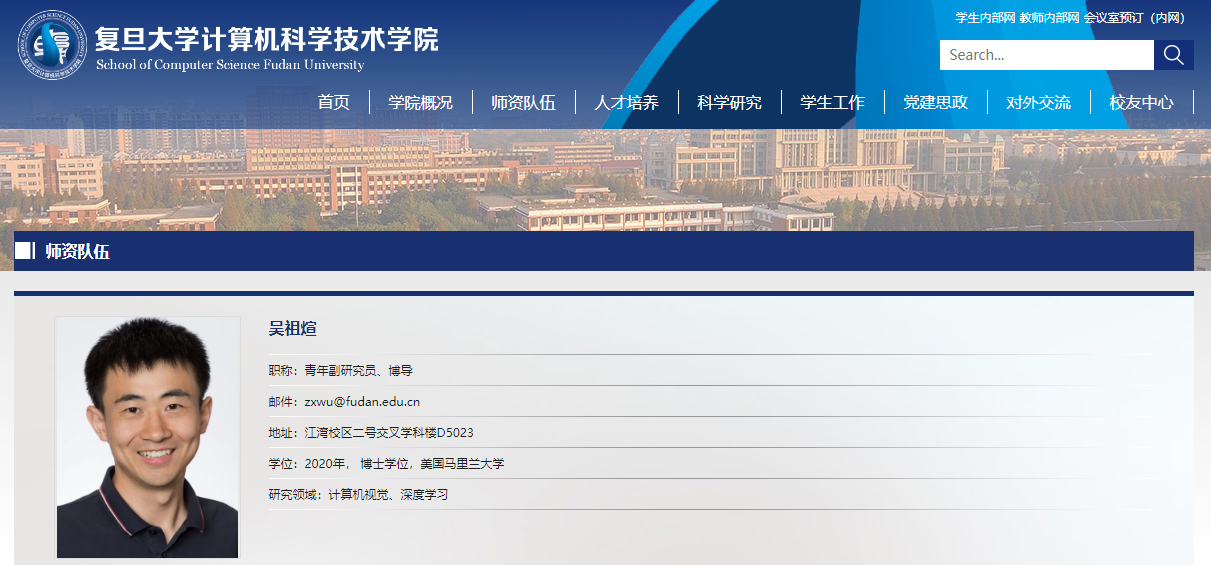 学生内部网 教师内部网 会议室预订（内网）
复旦大学计算机科学技术学院
School of Computer Science Fudan University
Search...
首页 学院概况 师资队伍 人才培养 科学研究 学生工作 党建思政 对外交流 校友中心
师资队伍
吴祖煊
职称：青年副研究员、博导
邮件：zxwu@fudan.edu.cn
地址：江湾校区二号交叉学科楼D5023
学位：2020年， 博士学位，美国马里兰大学
研究领域：计算机视觉、深度学习